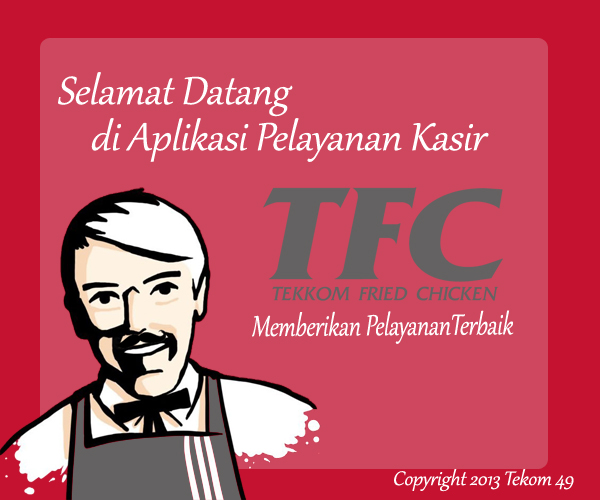 Selamat Datang
di Aplikasi Pelayanan Kasir
TFC
TEKKOM FRIED CHICKEN
Memberikan PelayananTerbaik
Copyright 2013 Tekom 49